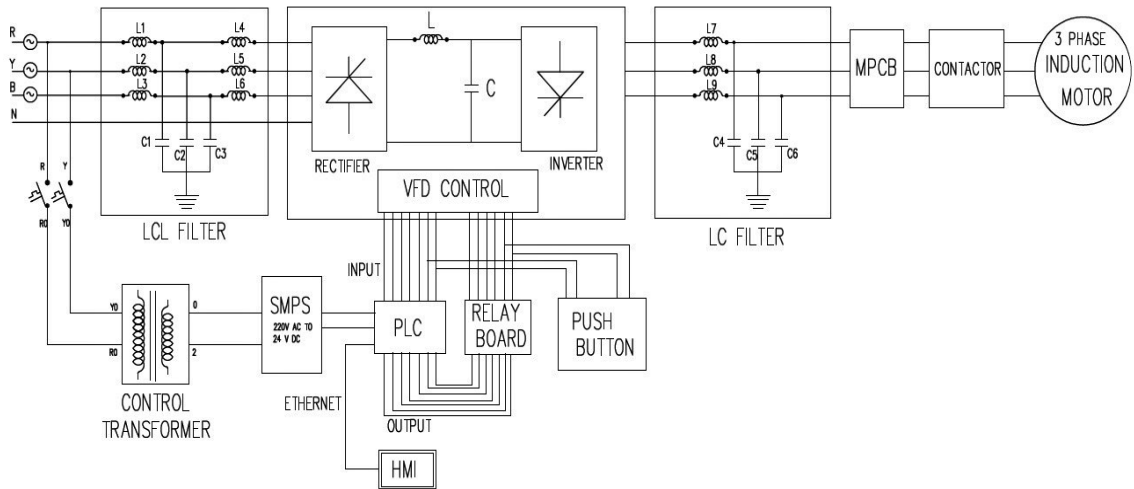 R
Y
B
N
L1
L2
L3
L4
L5
L6
C1
C2
C3
LCL FILTER
L
C
RECTIFIER
INVERTER
VFD CONTROL
L7
L8
L9
C4
C5
C6
LC FILTER
MPCB
CONTACTOR
3 PHASE
INDUCTION
MOTOR
R
Y
R0
Y0
Y0
R0
0
2
CONTROL
TRANSFORMER
SMPS
220V AC TO
24 V DC
INPUT
PLC
RELAY
BOARD
PUSH
BUTTON
ETHERNET
OUTPUT
HMI